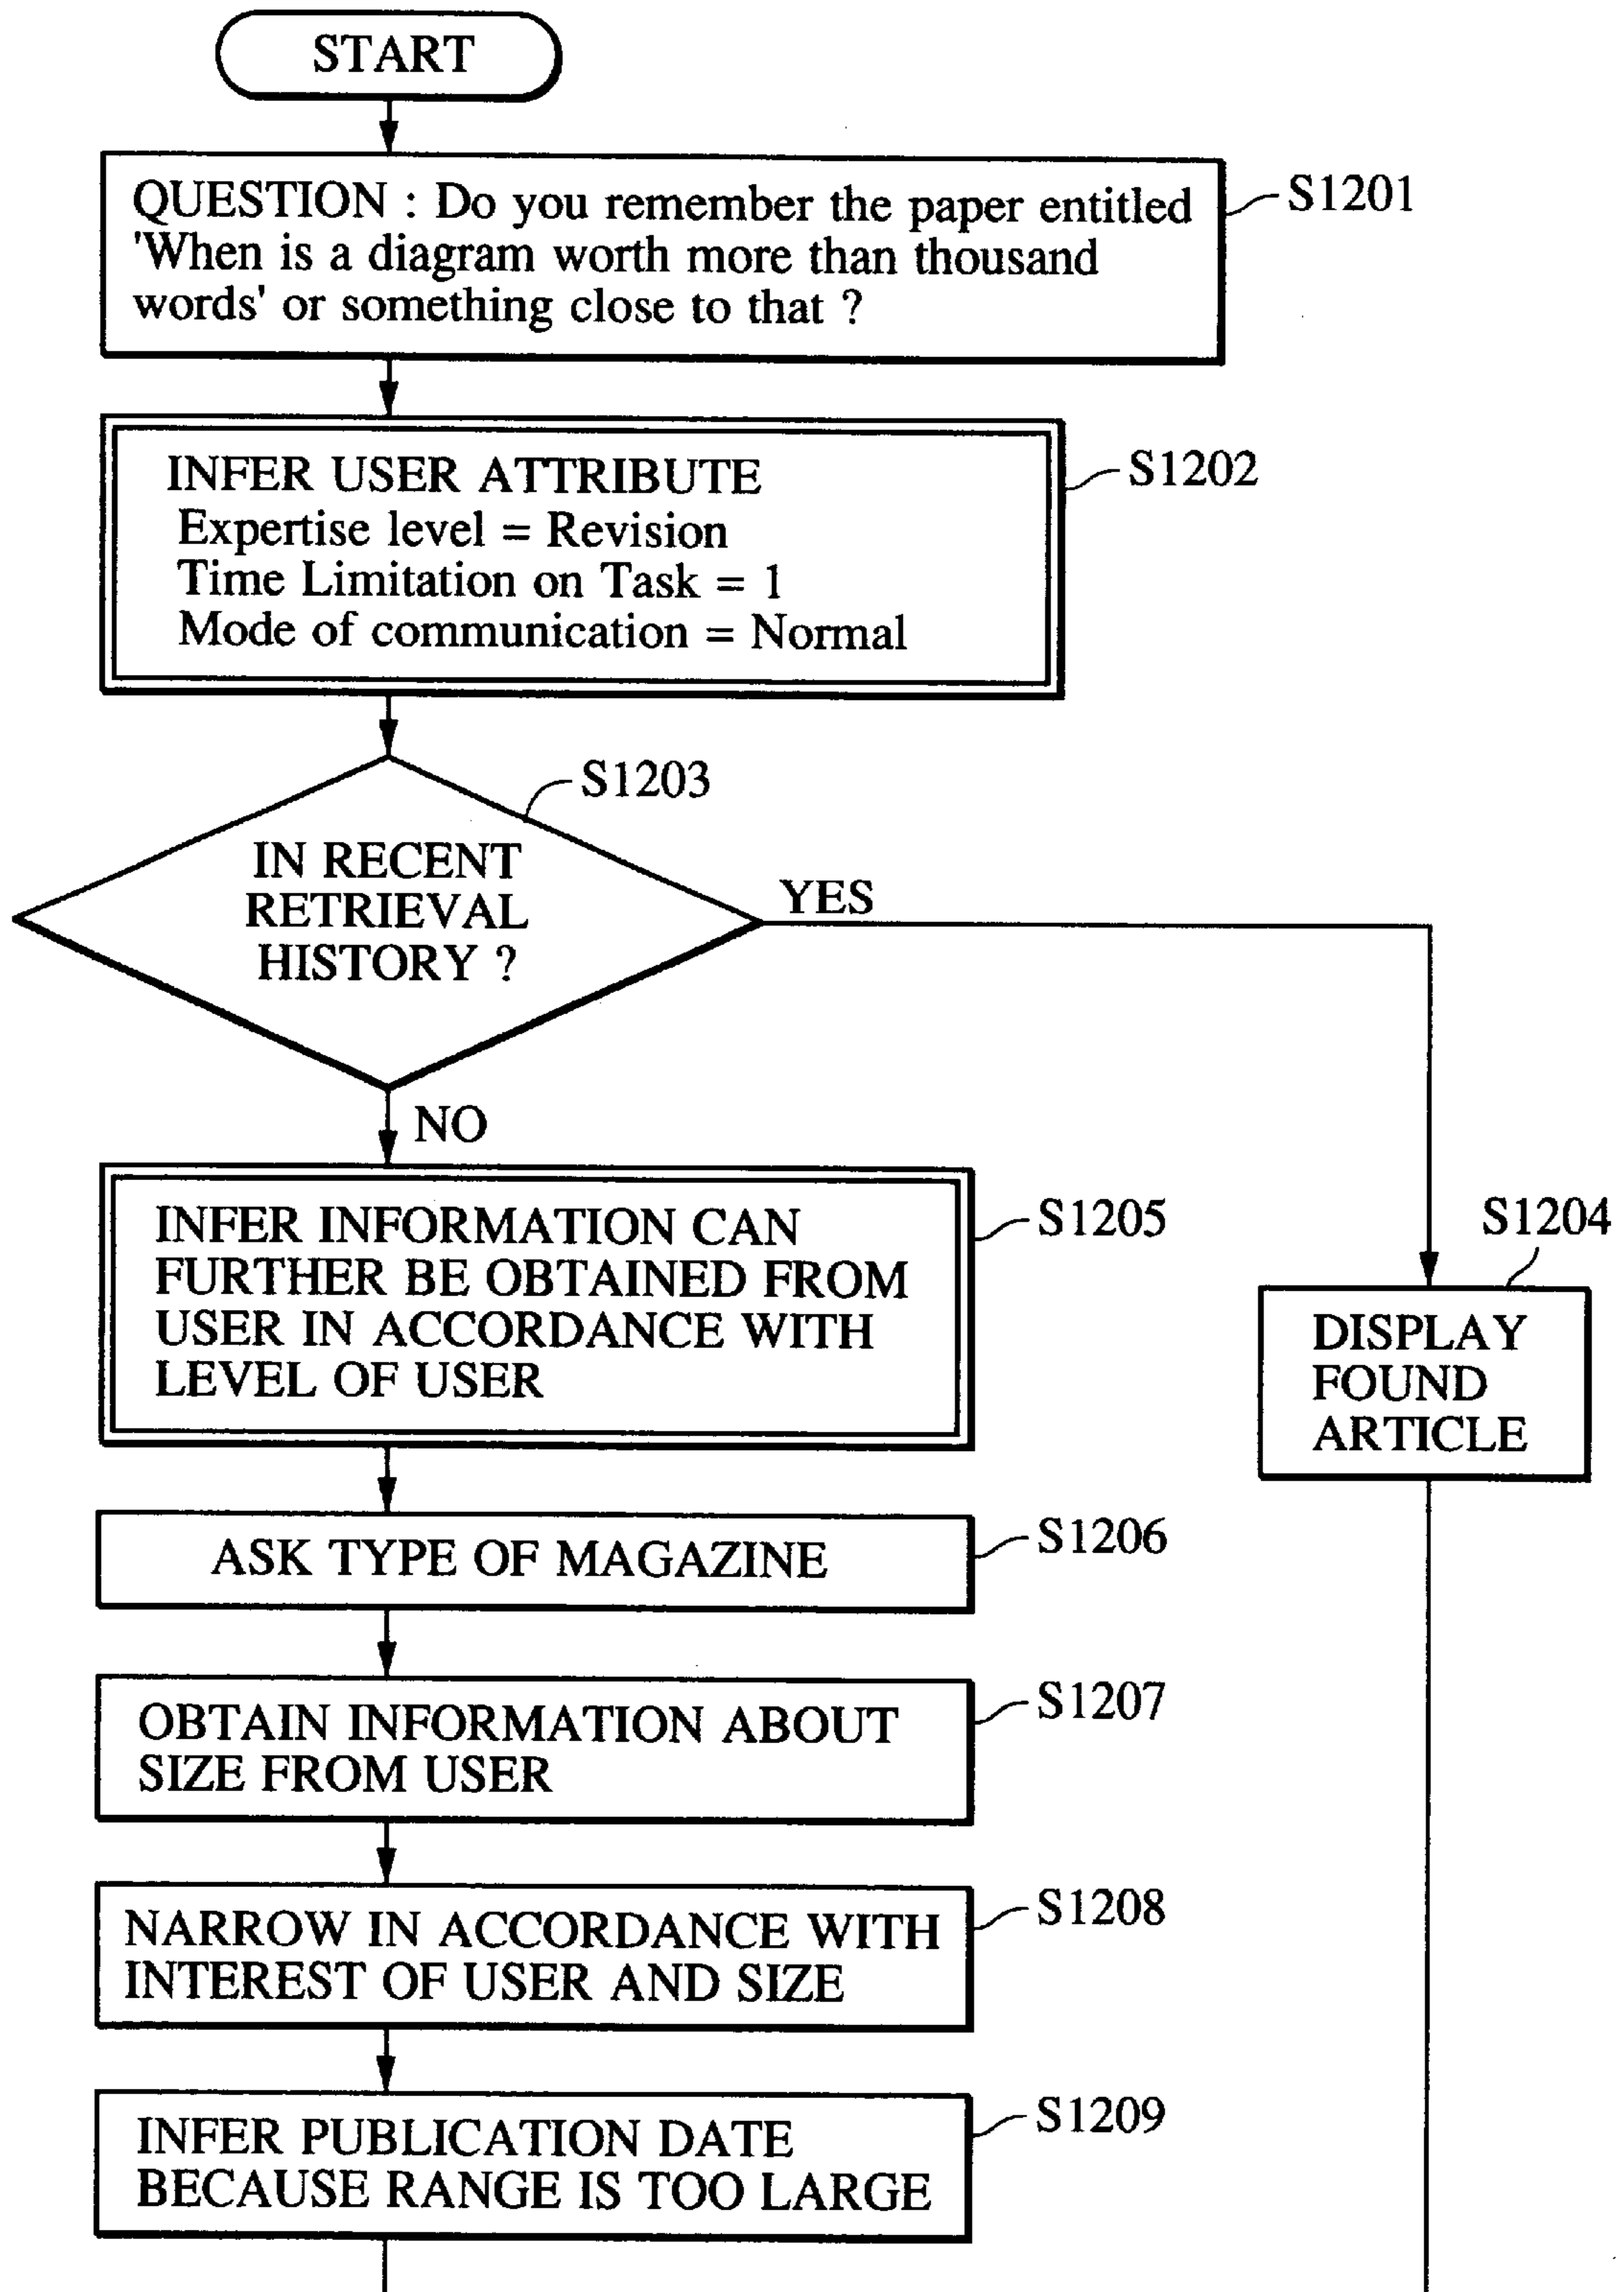 START
QUESTION : Do you remember the paper entitled
'When is a diagram worth more than thousand
words' or something close to that ?
S1201
INFER USER ATTRIBUTE
Expertise level = Revision
Time Limitation on Task = 1
Mode of communication = Normal
S1202
S1203
IN RECENT
RETRIEVAL
HISTORY ?
YES
NO
INFER INFORMATION CAN
FURTHER BE OBTAINED FROM
USER IN ACCORDANCE WITH
LEVEL OF USER
S1205
S1204
DISPLAY
FOUND
ARTICLE
ASK TYPE OF MAGAZINE
S1206
OBTAIN INFORMATION ABOUT
SIZE FROM USER
S1207
NARROW IN ACCORDANCE WITH
INTEREST OF USER AND SIZE
S1208
INFER PUBLICATION DATE
BECAUSE RANGE IS TOO LARGE
S1209